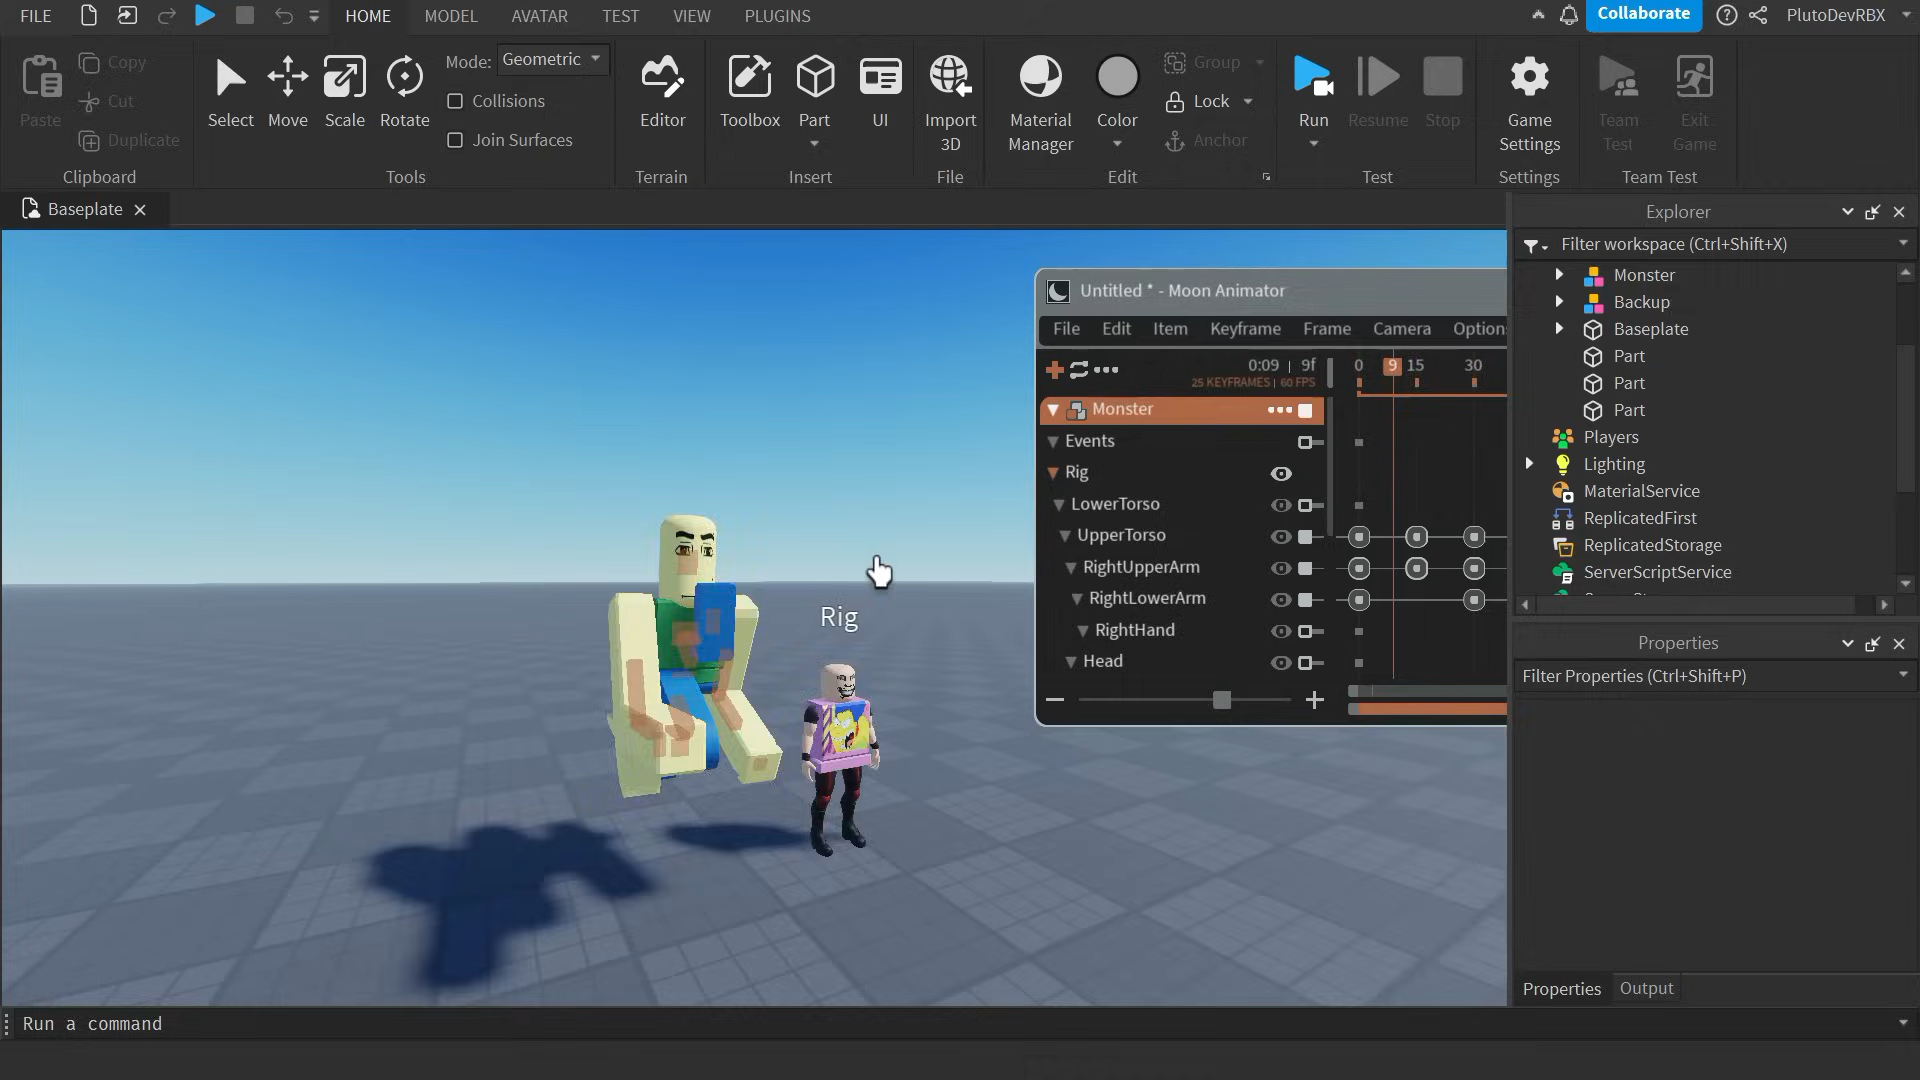 FILE HOME MODEL AVATAR TEST VIEW PLUGINS Collaborate PlutoDevRBX
Paste Copy Cut Duplicate Clipboard
Select Move Scale Rotate Mode: Geometric Collisions Join Surfaces Tools
Editor Terrain
Toolbox Part UI Insert
Import 3D File
Material Manager Color Group Lock Anchor Edit
Run Resume Stop Test
Game Settings Settings
Team Test Exit Game Team Test
Baseplate
Rig
Untitled * - Moon Animator
File Edit Item Keyframe Frame Camera Option
0:09 | 9f 0 9 15 30
25 KEYFRAMES | 60 FPS
Monster
Events
Rig
LowerTorso
UpperTorso
RightUpperArm
RightLowerArm
RightHand
Head
Explorer
Filter workspace (Ctrl+Shift+X)
Monster
Backup
Baseplate
Part
Part
Part
Players
Lighting
MaterialService
ReplicatedFirst
ReplicatedStorage
ServerScriptService
Properties
Filter Properties (Ctrl+Shift+P)
Properties Output
Run a command